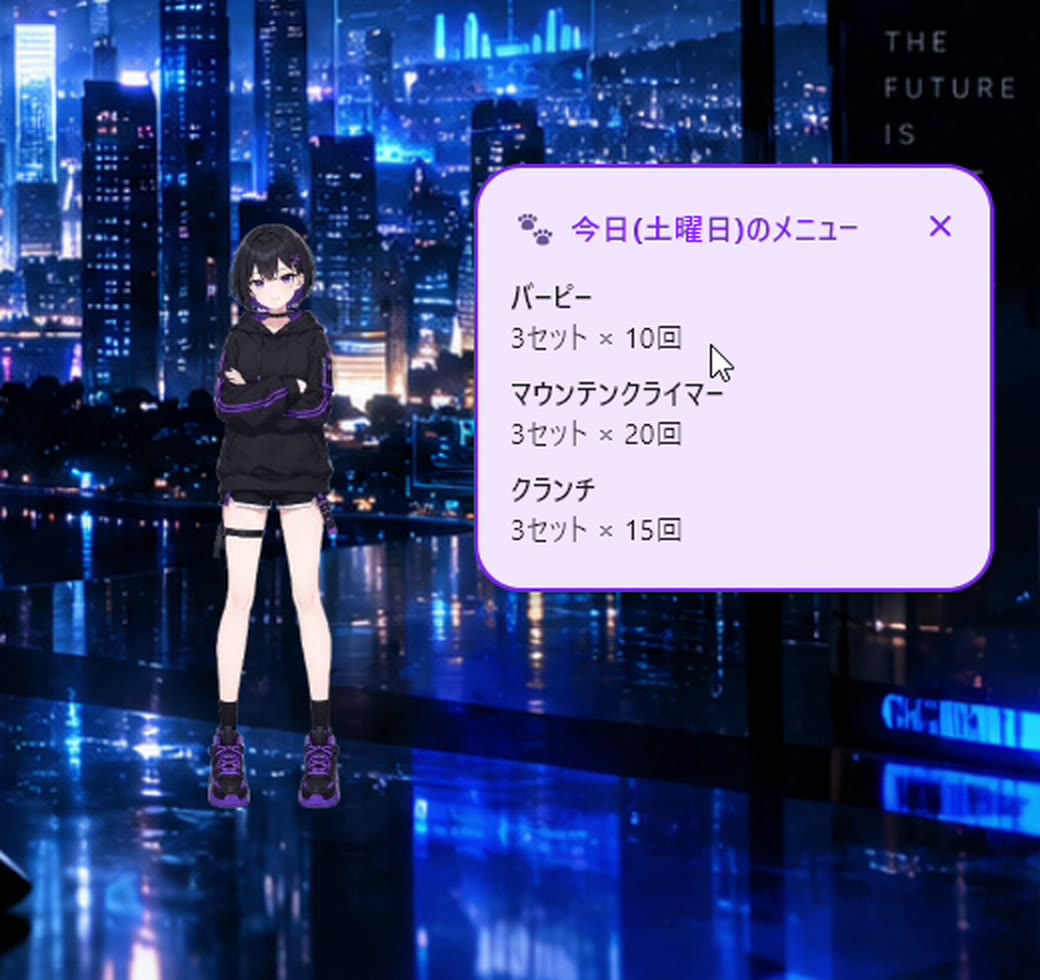 THE
FUTURE
IS
今日(土曜日)のメニュー
バーピー
3セット × 10回
マウンテンクライマー
3セット × 20回
クランチ
3セット × 15回